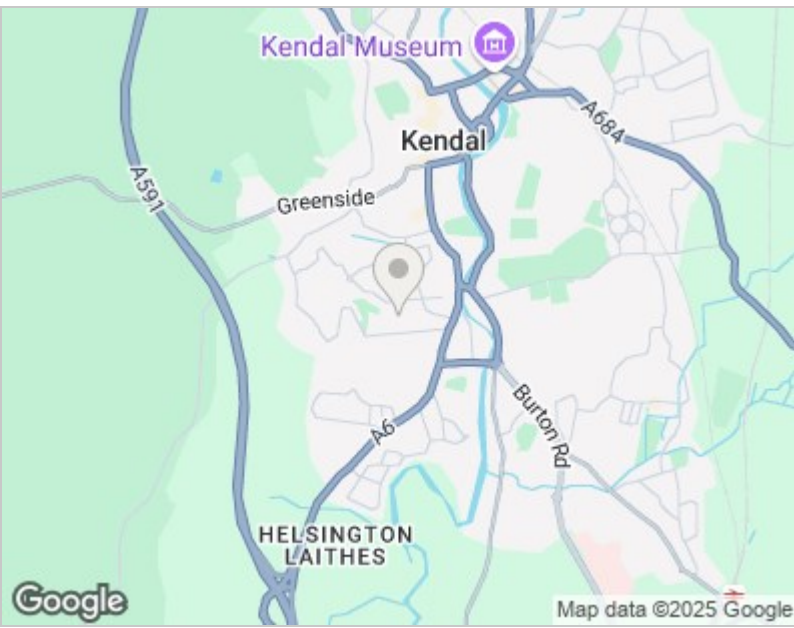 Kendal Museum
Kendal
A684
A591
Greenside
A6
Burton Rd
HELSINGTON
LAITHES
Google
Map data ©2025 Google